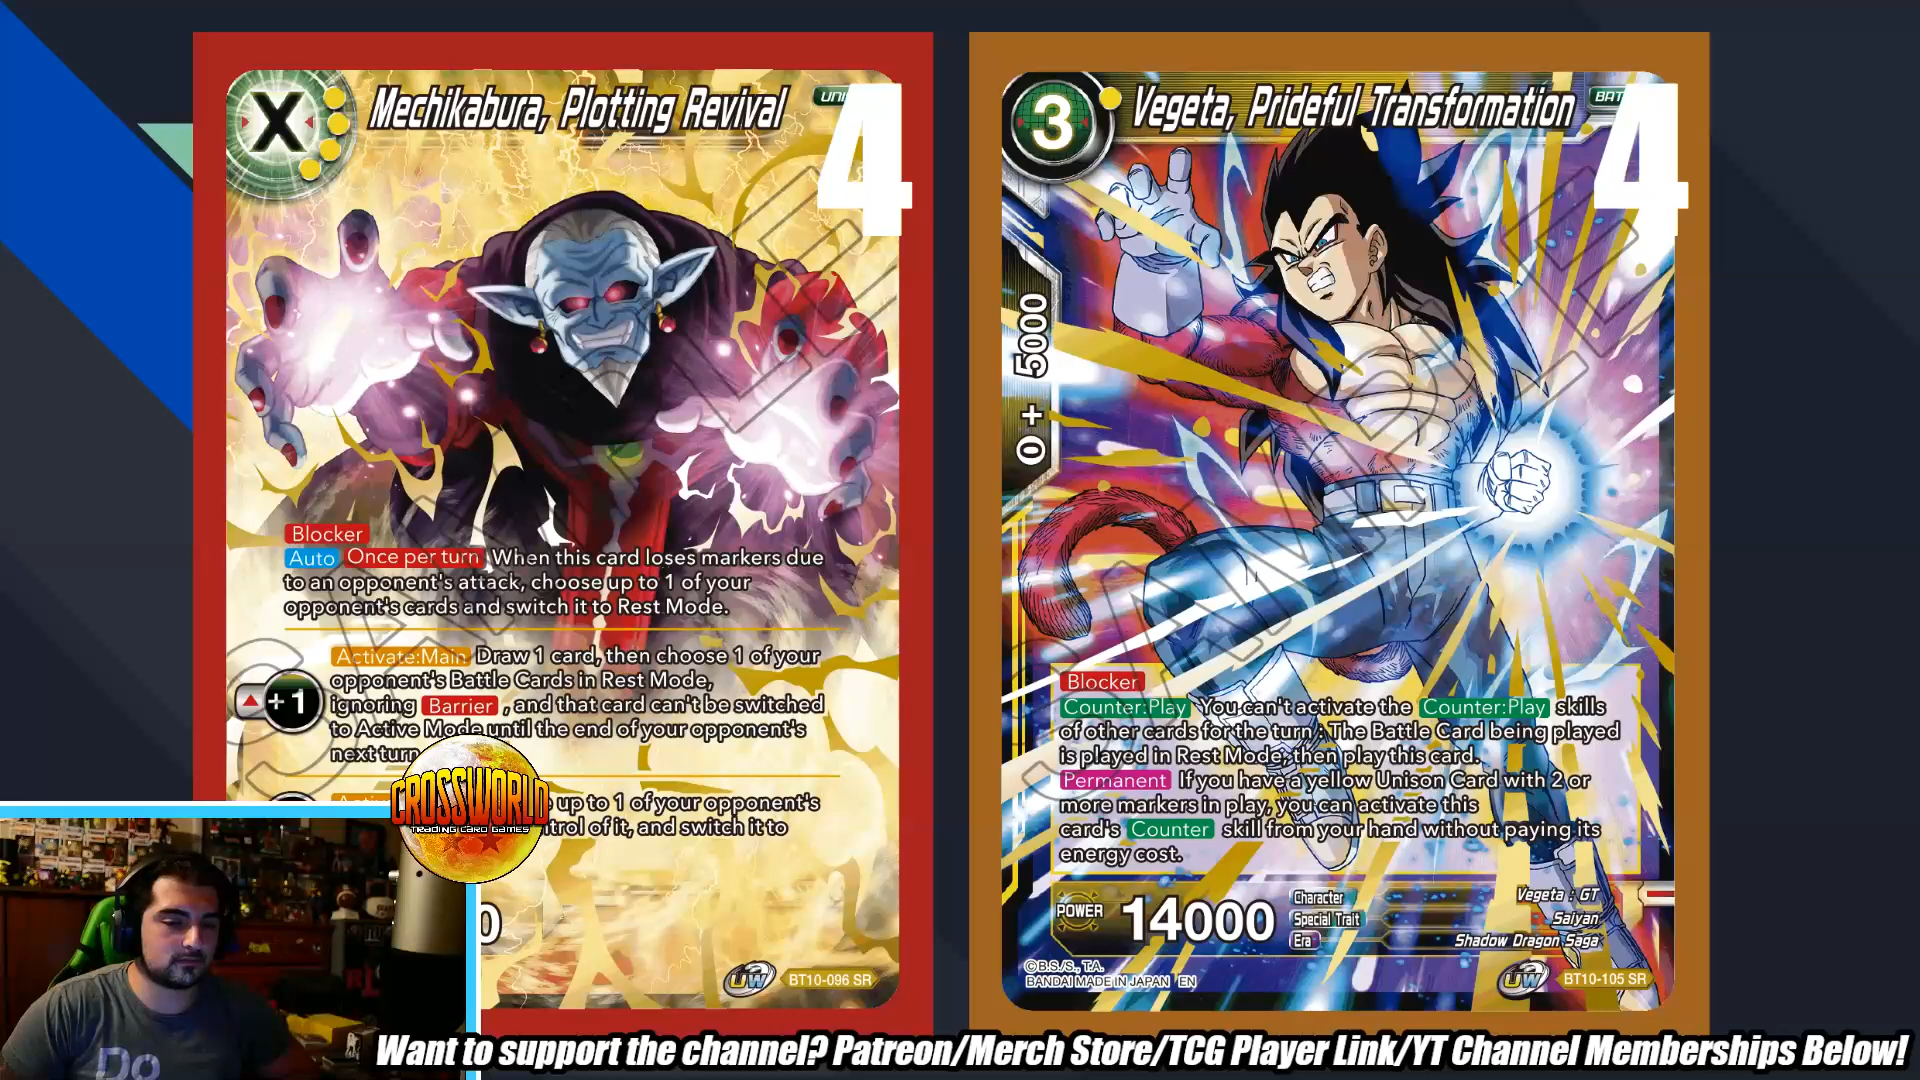 X
Mechikabura, Plotting Revival
4
Blocker
Auto Once per turn When this card loses markers due
to an opponent's attack, choose up to 1 of your
opponent's cards and switch it to Rest Mode.
+1
Activate:Main Draw 1 card, then choose 1 of your
opponent's Battle Cards in Rest Mode,
ignoring Barrier , and that card can't be switched
to Active Mode until the end of your opponent's
next turn
up to 1 of your opponent's
of it, and switch it to
UW
BT10-096 SR
SAMPLE
3
Vegeta, Prideful Transformation
4
0 + 5000
Blocker
Counter:Play You can't activate the Counter:Play skills
of other cards for the turn : The Battle Card being played
is played in Rest Mode, then play this card.
Permanent If you have a yellow Unison Card with 2 or
more markers in play, you can activate this
card's Counter skill from your hand without paying its
energy cost.
POWER 14000
Character Vegeta : GT
Special Trait Saiyan
Era Shadow Dragon Saga
©B.S./S., T.A.
BANDAI MADE IN JAPAN EN
UW
BT10-105 SR
SAMPLE
CROSSWORLD
TRADING CARD GAMES
Do
Want to support the channel? Patreon/Merch Store/TCG Player Link/YT Channel Memberships Below!